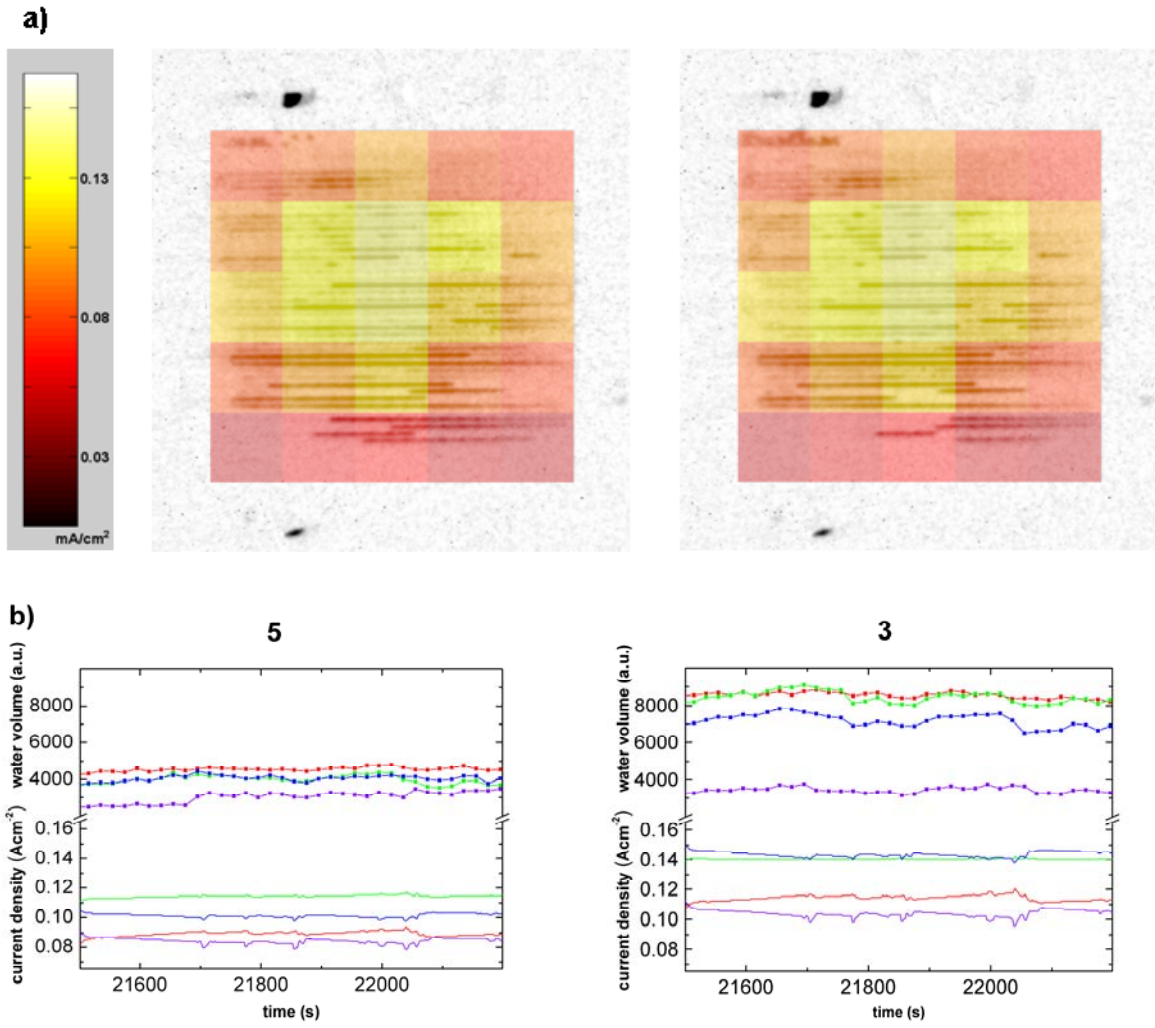 a)
0.13
0.08
0.03
mA/cm²
b)
5
water volume (a.u.)
8000
6000
4000
current density (Acm⁻²)
0.16
0.14
0.12
0.10
0.08
21600 21800 22000
time (s)
3
water volume (a.u.)
8000
6000
4000
current density (Acm⁻²)
0.16
0.14
0.12
0.10
0.08
21600 21800 22000
time (s)